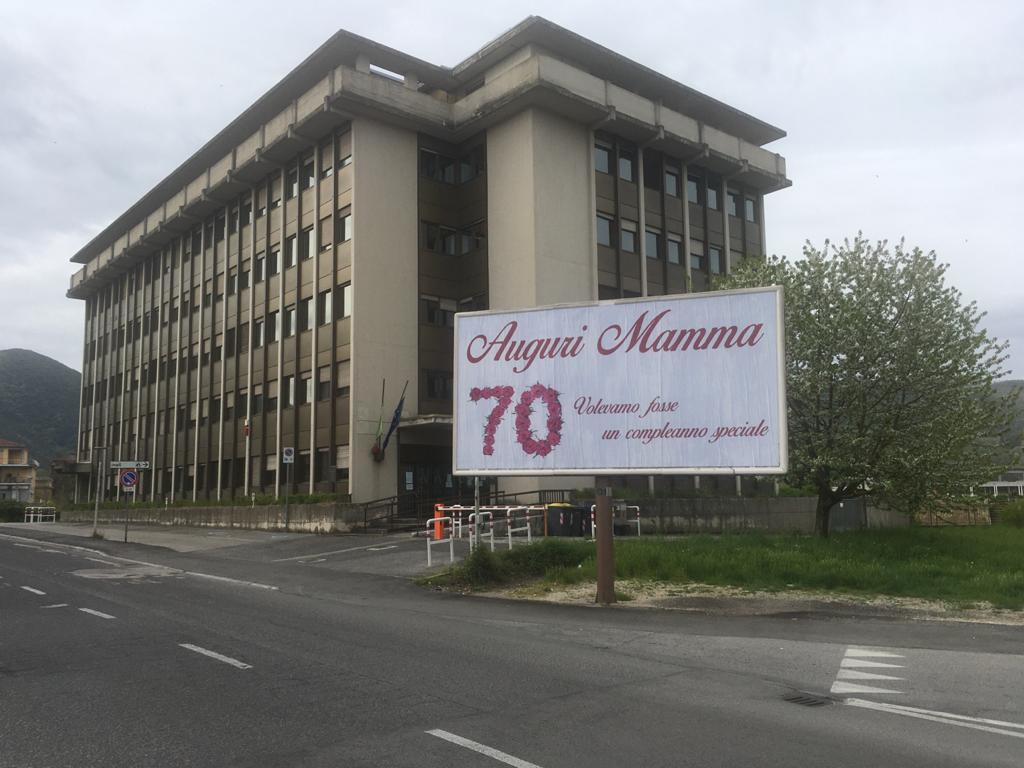 Auguri Mamma
70
Volevamo fosse
un compleanno speciale